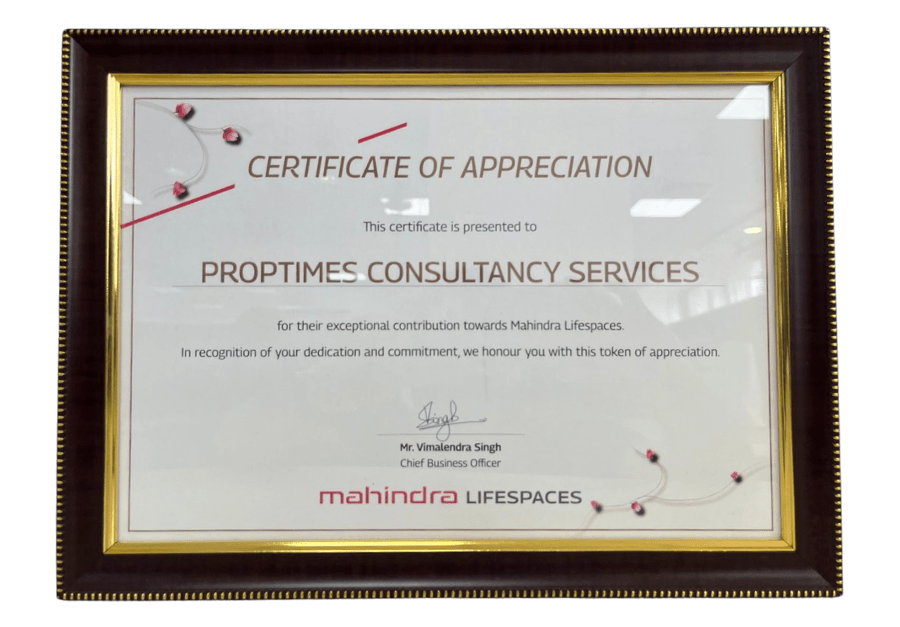 CERTIFICATE OF APPRECIATION
This certificate is presented to
PROPTIMES CONSULTANCY SERVICES
for their exceptional contribution towards Mahindra Lifespaces.
In recognition of your dedication and commitment, we honour you with this token of appreciation.
Singh
Mr. Vimalendra Singh
Chief Business Officer
mahindra LIFESPACES